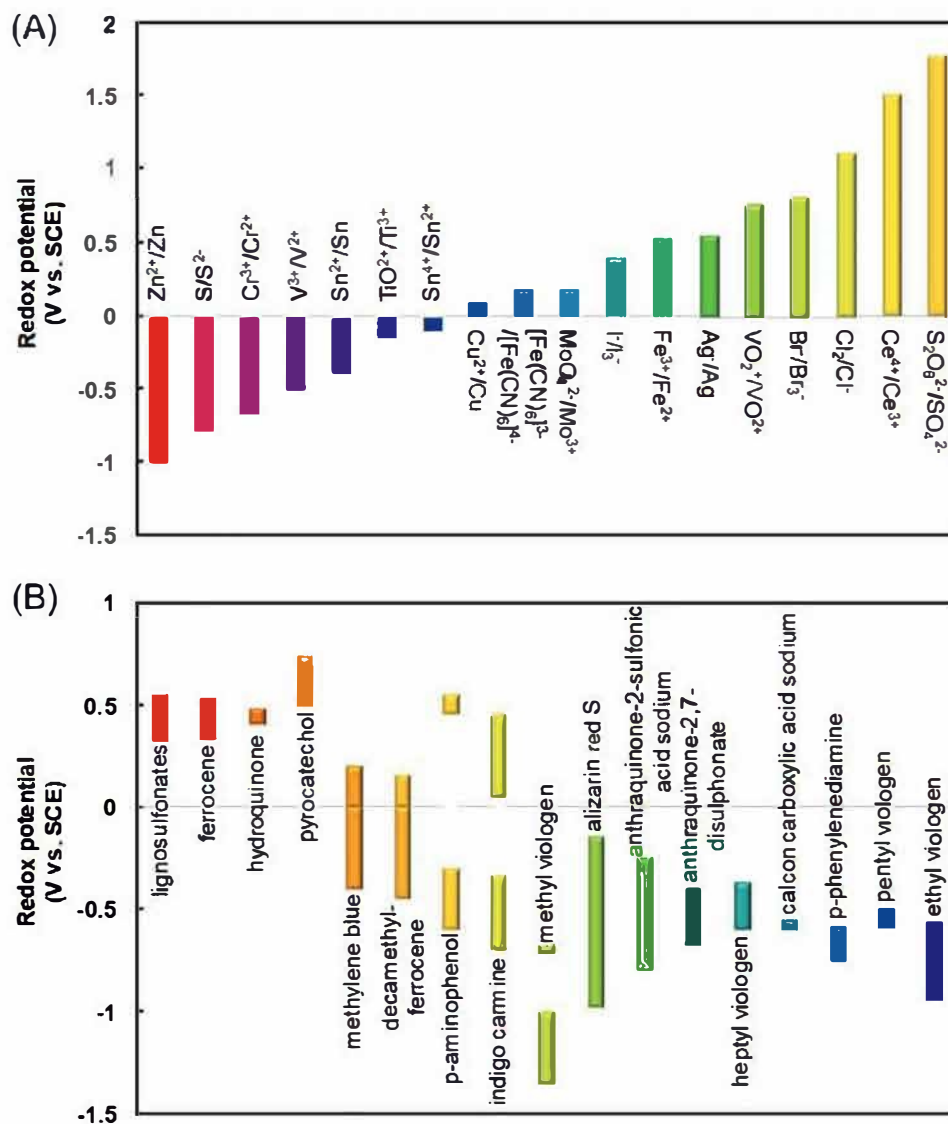 (A)
Redox potential
(V vs. SCE)
2
1.5
1
0.5
0
-0.5
-1
-1.5
Zn²⁺/Zn
S/S²⁻
Cr³⁺/Cr²⁺
V³⁺/V²⁺
Sn²⁺/Sn
TiO²⁺/Ti³⁺
Sn⁴⁺/Sn²⁺
Cu²⁺/Cu
[Fe(CN)₆]³⁻
/[Fe(CN)₆]⁴⁻
MoO₄²⁻/Mo³⁺
I⁻/I₃⁻
Fe³⁺/Fe²⁺
Ag⁺/Ag
VO₂⁺/VO²⁺
Br⁻/Br₃⁻
Cl₂/Cl⁻
Ce⁴⁺/Ce³⁺
S₂O₈²⁻/SO₄²⁻
(B)
Redox potential
(V vs. SCE)
1
0.5
0
-0.5
-1
-1.5
lignosulfonates
ferrocene
hydroquinone
pyrocatechol
methylene blue
decamethyl-
ferrocene
p-aminophenol
indigo carmine
methyl viologen
alizarin red S
anthraquinone-2-sulfonic
acid sodium
anthraquinone-2,7-
disulphonate
heptyl viologen
calcon carboxylic acid sodium
p-phenylenediamine
pentyl viologen
ethyl viologen